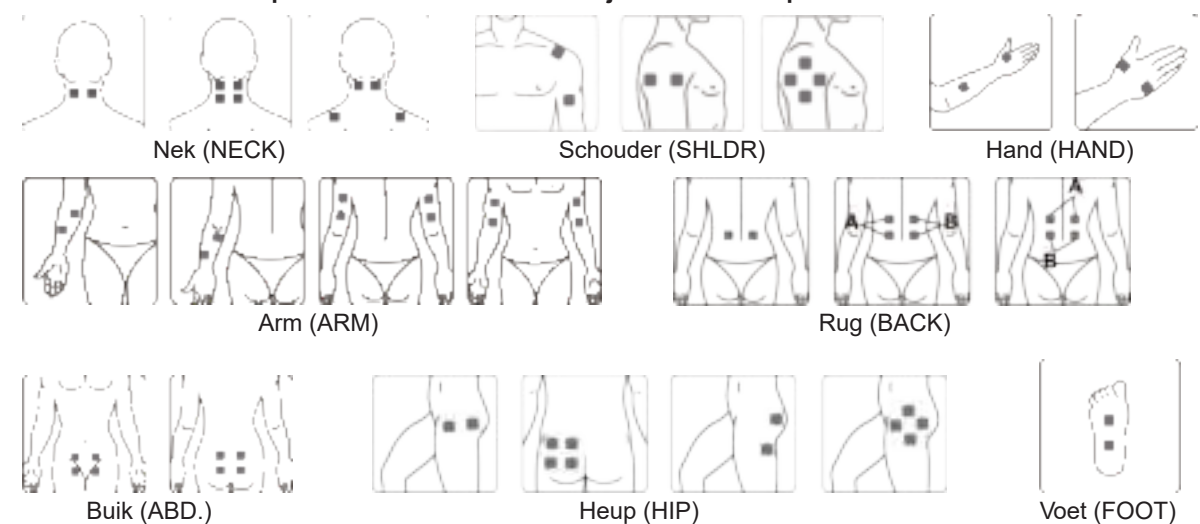 Nek (NECK)
Schouder (SHLDR)
Hand (HAND)
A
A
B
B
Arm (ARM)
Rug (BACK)
Buik (ABD.)
Heup (HIP)
Voet (FOOT)